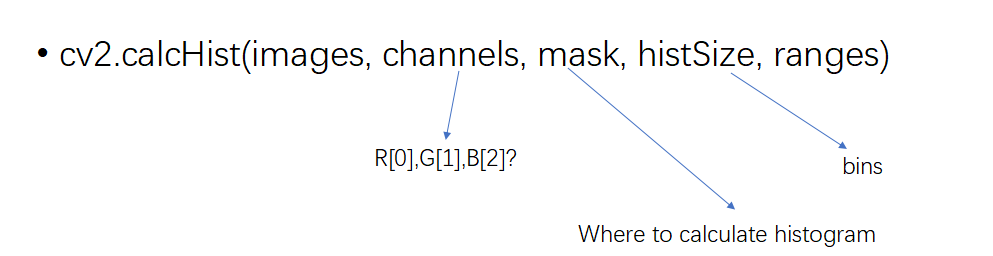 • cv2.calcHist(images, channels, mask, histSize, ranges)
R[0],G[1],B[2]?
bins
Where to calculate histogram